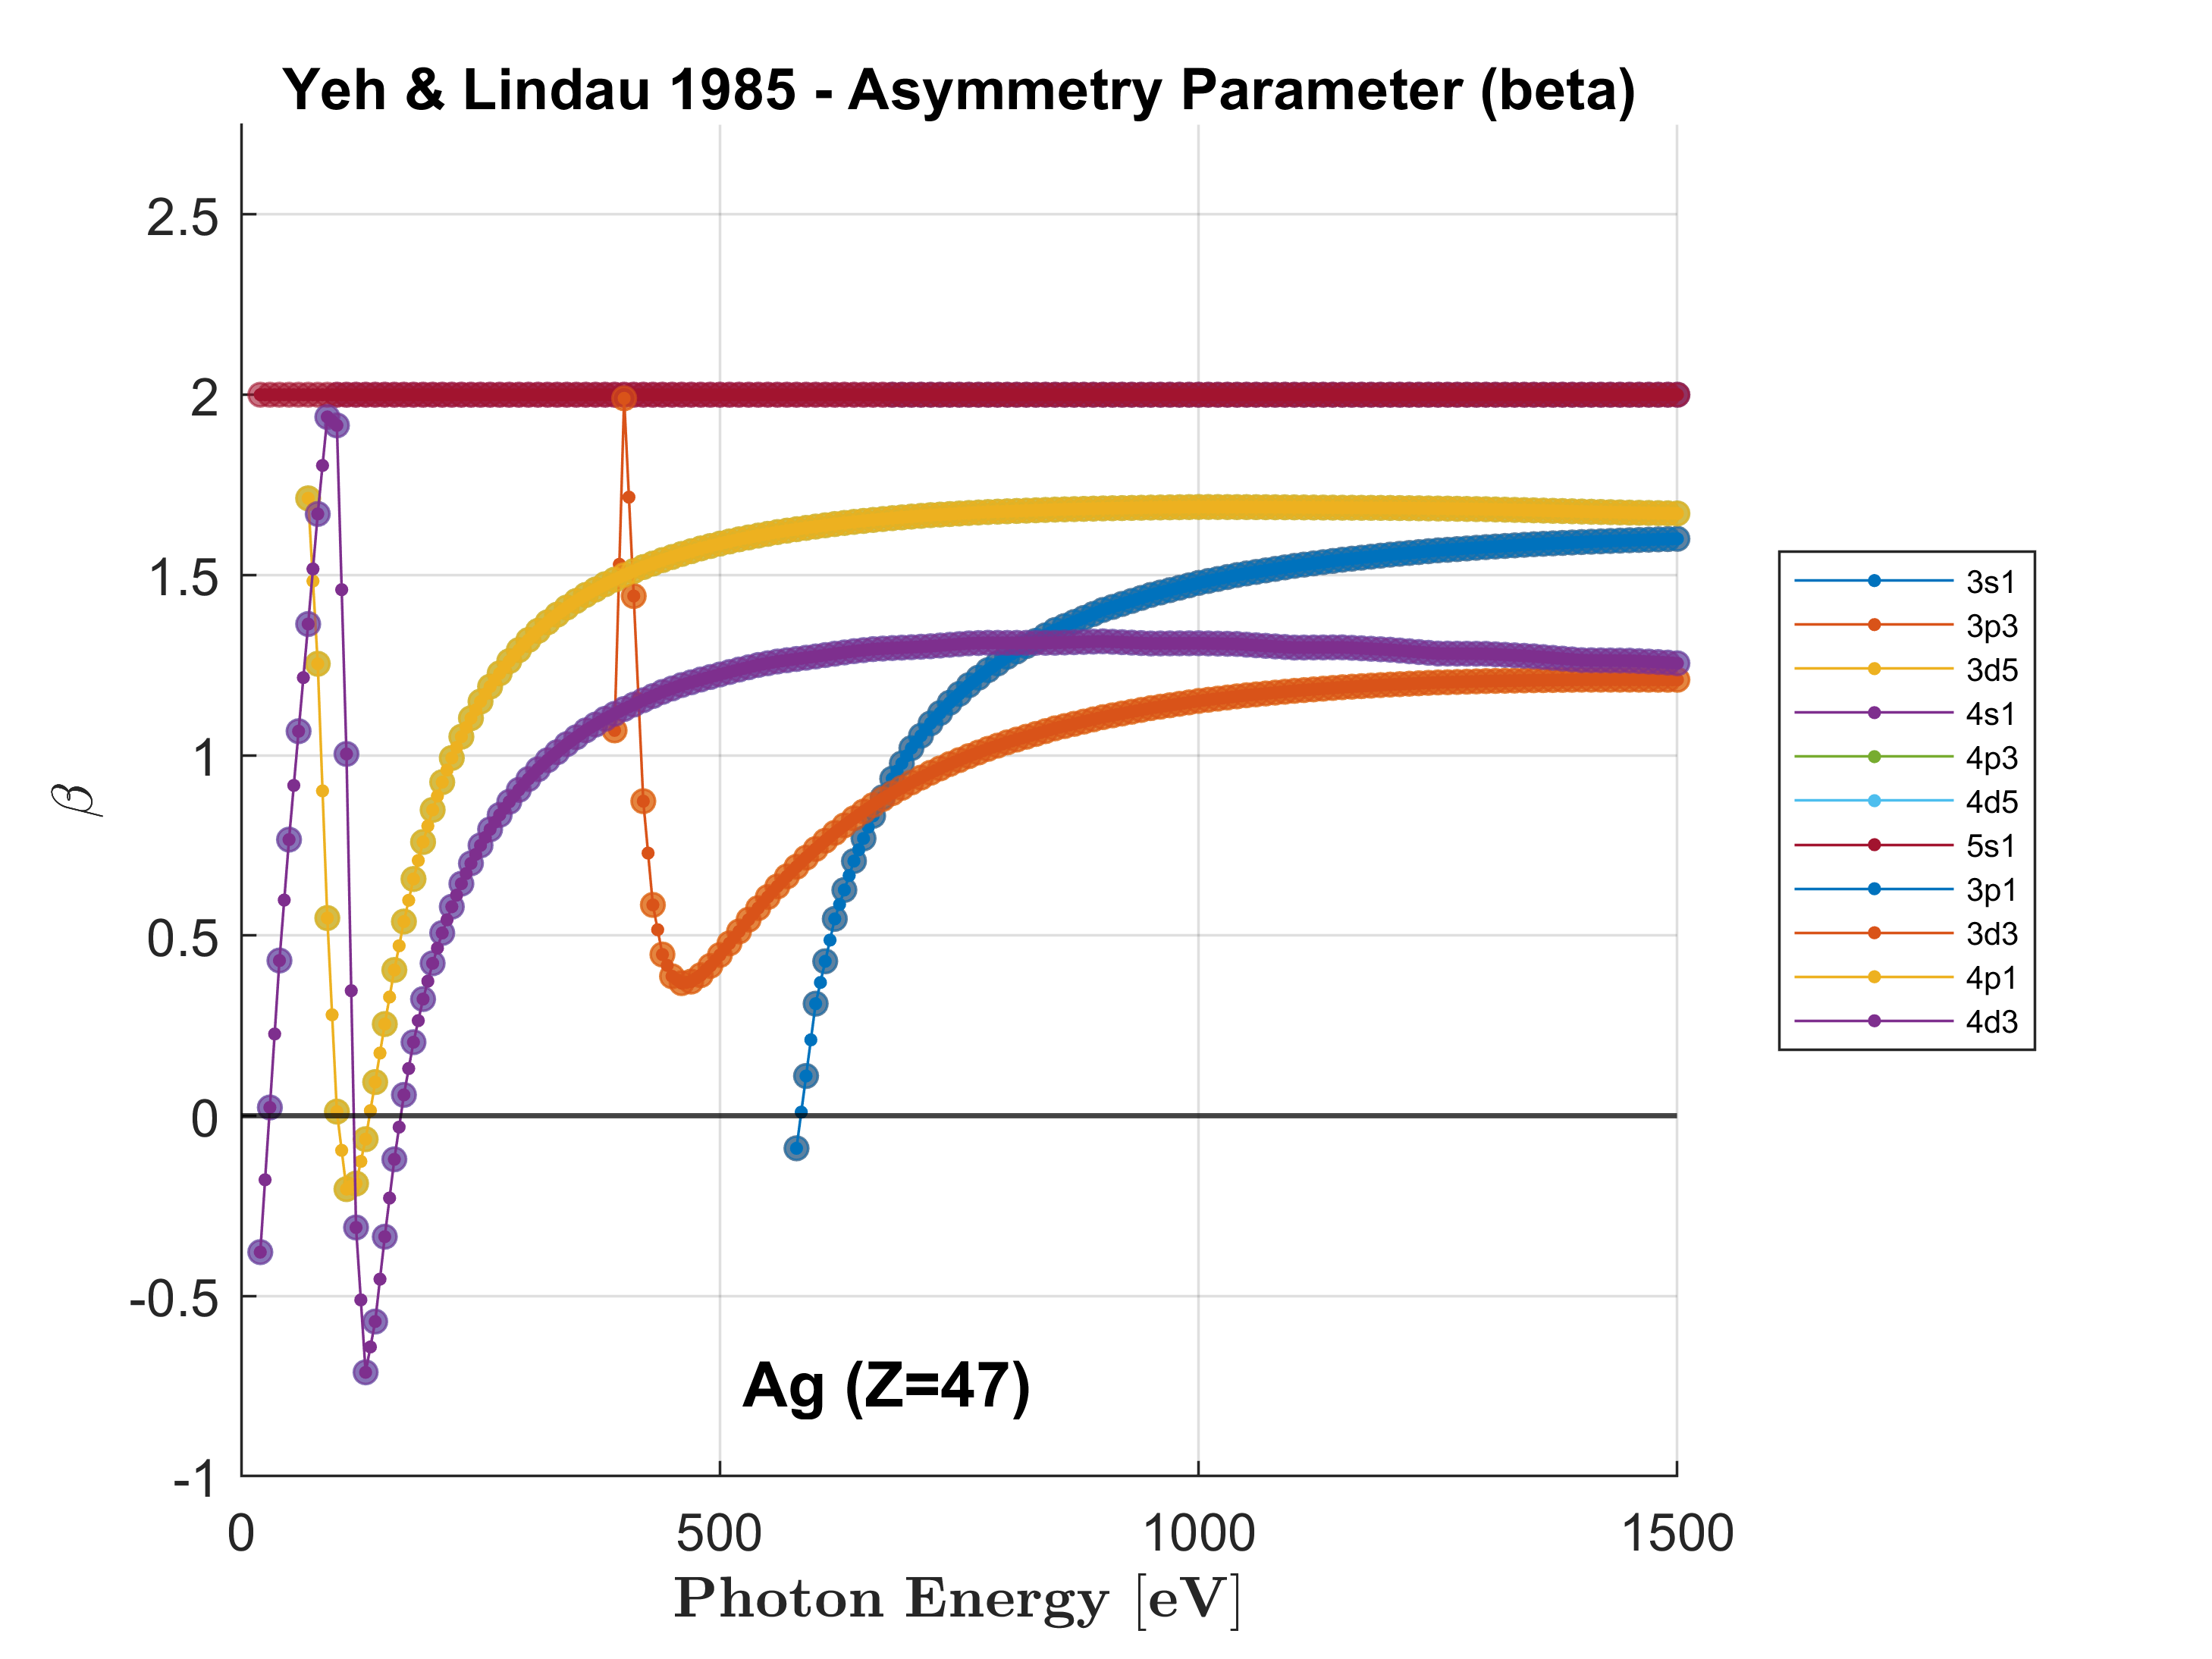 Yeh & Lindau 1985 - Asymmetry Parameter (beta)
2.5
2
1.5
1
0.5
0
-0.5
-1
β
0 500 1000 1500
Photon Energy [eV]
Ag (Z=47)
3s1
3p3
3d5
4s1
4p3
4d5
5s1
3p1
3d3
4p1
4d3